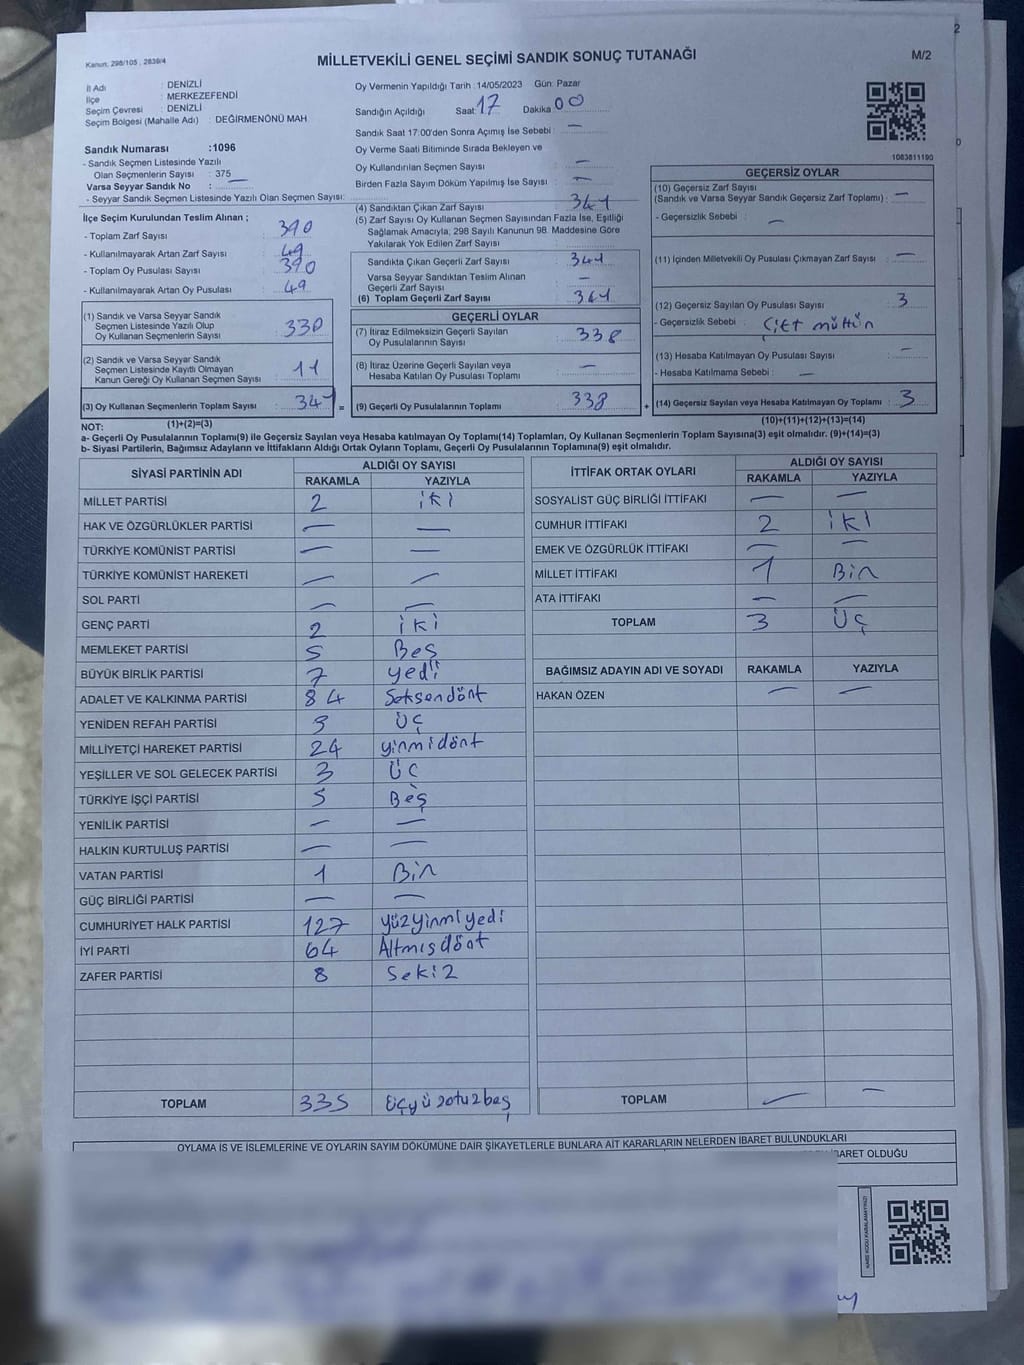 2
Kanun, 298/105 , 2839/4
MİLLETVEKİLİ GENEL SEÇİMİ SANDIK SONUÇ TUTANAĞI
M/2
İl Adı : DENİZLİ
İlçe : MERKEZEFENDİ
Seçim Çevresi : DENİZLİ
Seçim Bölgesi (Mahalle Adı) : DEĞİRMENÖNÜ MAH
Oy Vermenin Yapıldığı Tarih :14/05/2023 Gün: Pazar
Sandığın Açıldığı Saat 17 Dakika 00
Sandık Saat 17:00'den Sonra Açımış İse Sebebi : —
Oy Verme Saati Bitiminde Sırada Bekleyen ve
Oy Kullandırılan Seçmen Sayısı : —
Birden Fazla Sayım Döküm Yapılmış İse Sayısı : —
1083811190
Sandık Numarası :1096
- Sandık Seçmen Listesinde Yazılı
Olan Seçmenlerin Sayısı : 375
Varsa Seyyar Sandık No : —
- Seyyar Sandık Seçmen Listesinde Yazılı Olan Seçmen Sayısı:
İlçe Seçim Kurulundan Teslim Alınan ;
- Toplam Zarf Sayısı : 390
- Kullanılmayarak Artan Zarf Sayısı : 49
- Toplam Oy Pusulası Sayısı : 390
- Kullanılmayarak Artan Oy Pusulası : 49
(1) Sandık ve Varsa Seyyar Sandık
Seçmen Listesinde Yazılı Olup
Oy Kullanan Seçmenlerin Sayısı : 330
(2) Sandık ve Varsa Seyyar Sandık
Seçmen Listesinde Kayıtlı Olmayan
Kanun Gereği Oy Kullanan Seçmen Sayısı : 11
(3) Oy Kullanan Seçmenlerin Toplam Sayısı : 341 =
(1)+(2)=(3)
(4) Sandıktan Çıkan Zarf Sayısı : 341
(5) Zarf Sayısı Oy Kullanan Seçmen Sayısından Fazla İse, Eşitliği
Sağlamak Amacıyla; 298 Sayılı Kanunun 98. Maddesine Göre
Yakılarak Yok Edilen Zarf Sayısı :
Sandıkta Çıkan Geçerli Zarf Sayısı : 341
Varsa Seyyar Sandıktan Teslim Alınan
Geçerli Zarf Sayısı : —
(6) Toplam Geçerli Zarf Sayısı : 341
GEÇERLİ OYLAR
(7) İtiraz Edilmeksizin Geçerli Sayılan
Oy Pusulalarının Sayısı : 338
(8) İtiraz Üzerine Geçerli Sayılan veya
Hesaba Katılan Oy Pusulası Toplamı : —
(9) Geçerli Oy Pusulalarının Toplamı : 338 +
GEÇERSİZ OYLAR
(10) Geçersiz Zarf Sayısı
(Sandık ve Varsa Seyyar Sandık Geçersiz Zarf Toplamı) : —
- Geçersizlik Sebebi : —
(11) İçinden Milletvekili Oy Pusulası Çıkmayan Zarf Sayısı : —
(12) Geçersiz Sayılan Oy Pusulası Sayısı : 3
- Geçersizlik Sebebi : Çift mühür
(13) Hesaba Katılmayan Oy Pusulası Sayısı : —
- Hesaba Katılmama Sebebi : —
(14) Geçersiz Sayılan veya Hesaba Katılmayan Oy Toplamı : 3
(10)+(11)+(12)+(13)=(14)
NOT:
a- Geçerli Oy Pusulalarının Toplamı(9) ile Geçersiz Sayılan veya Hesaba katılmayan Oy Toplamı(14) Toplamları, Oy Kullanan Seçmenlerin Toplam Sayısına(3) eşit olmalıdır. (9)+(14)=(3)
b- Siyasi Partilerin, Bağımsız Adayların ve İttifakların Aldığı Ortak Oyların Toplamı, Geçerli Oy Pusulalarının Toplamına(9) eşit olmalıdır.
SİYASİ PARTİNİN ADI ALDIĞI OY SAYISI
RAKAMLA YAZIYLA
MİLLET PARTİSİ 2 iki
HAK VE ÖZGÜRLÜKLER PARTİSİ — —
TÜRKİYE KOMÜNİST PARTİSİ — —
TÜRKİYE KOMÜNİST HAREKETİ — —
SOL PARTİ — —
GENÇ PARTİ 2 iki
MEMLEKET PARTİSİ 5 Beş
BÜYÜK BİRLİK PARTİSİ 7 yedi
ADALET VE KALKINMA PARTİSİ 84 Seksendört
YENİDEN REFAH PARTİSİ 3 üç
MİLLİYETÇİ HAREKET PARTİSİ 24 yirmidört
YEŞİLLER VE SOL GELECEK PARTİSİ 3 üç
TÜRKİYE İŞÇİ PARTİSİ 5 Beş
YENİLİK PARTİSİ — —
HALKIN KURTULUŞ PARTİSİ — —
VATAN PARTİSİ 1 Bir
GÜÇ BİRLİĞİ PARTİSİ — —
CUMHURİYET HALK PARTİSİ 127 yüzyirmiyedi
İYİ PARTİ 64 Altmışdört
ZAFER PARTİSİ 8 Sekiz
TOPLAM 335 üçyüzotuzbeş
İTTİFAK ORTAK OYLARI ALDIĞI OY SAYISI
RAKAMLA YAZIYLA
SOSYALİST GÜÇ BİRLİĞİ İTTİFAKI — —
CUMHUR İTTİFAKI 2 iki
EMEK VE ÖZGÜRLÜK İTTİFAKI — —
MİLLET İTTİFAKI 1 Bir
ATA İTTİFAKI — —
TOPLAM 3 üç
BAĞIMSIZ ADAYIN ADI VE SOYADI RAKAMLA YAZIYLA
HAKAN ÖZEN — —
TOPLAM — —
OYLAMA İŞ VE İŞLEMLERİNE VE OYLARIN SAYIM DÖKÜMÜNE DAİR ŞİKAYETLERLE BUNLARA AİT KARARLARIN NELERDEN İBARET BULUNDUKLARI
İBARET OLDUĞU